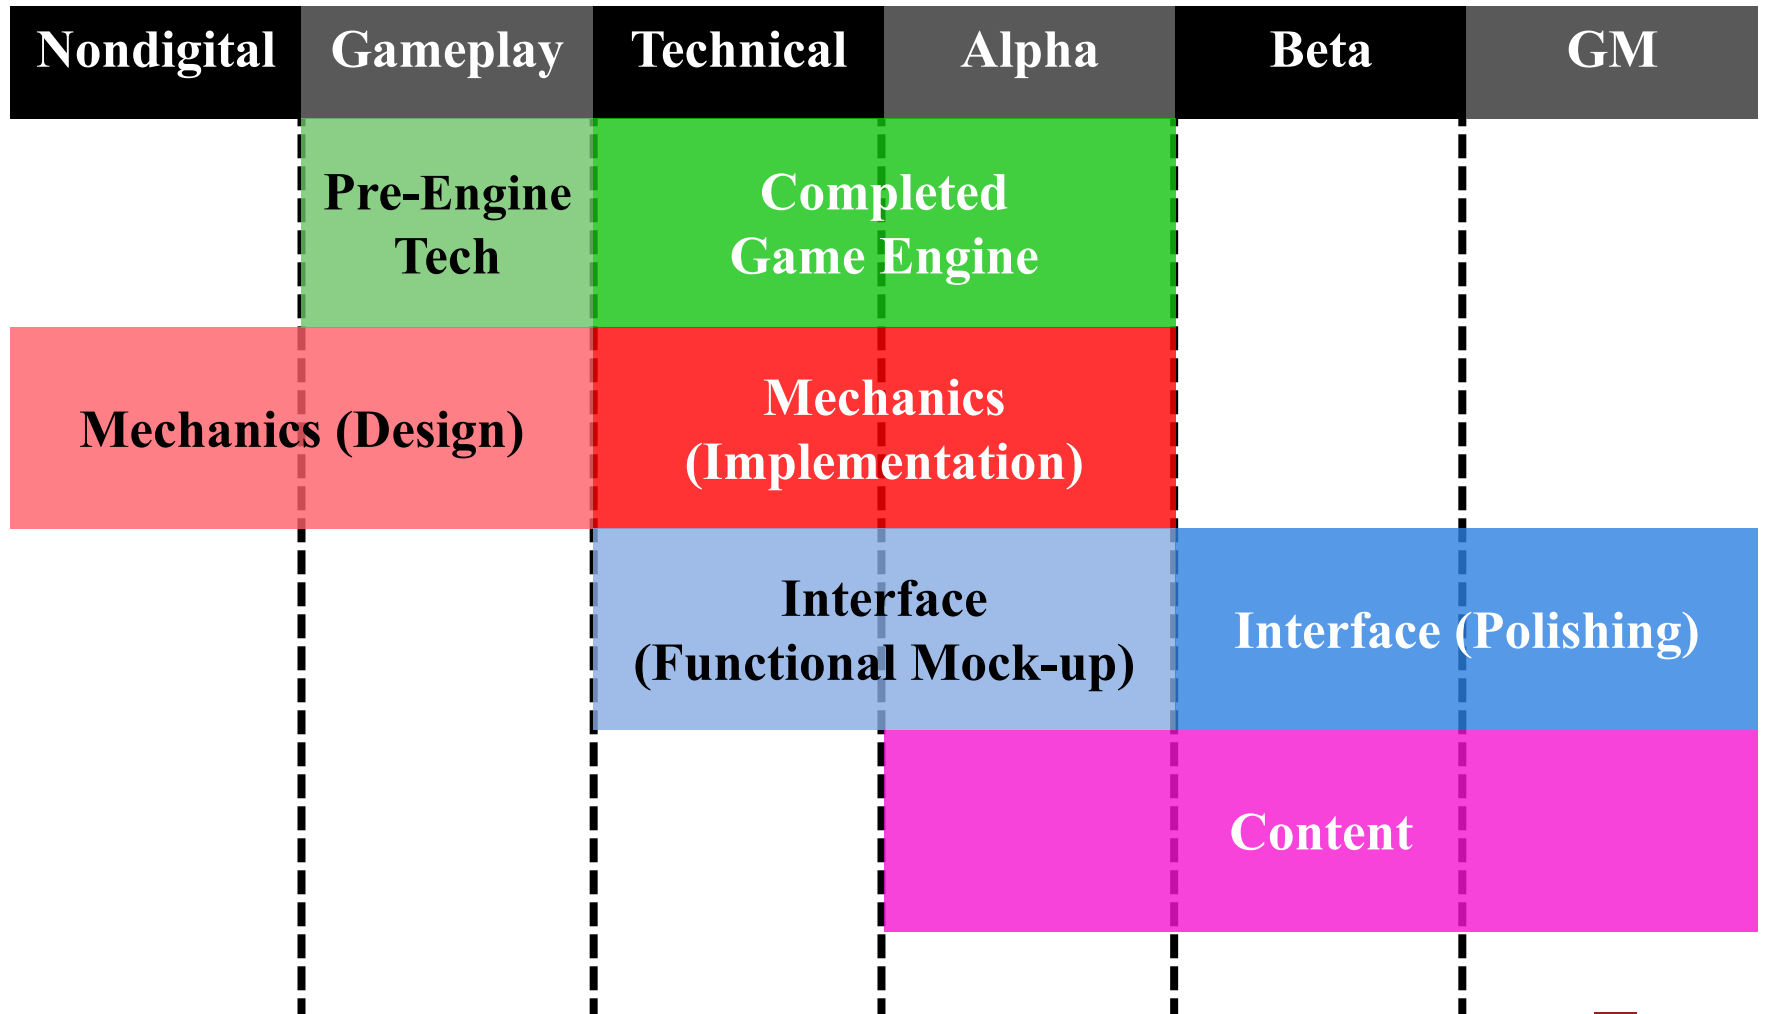 Nondigital Gameplay Technical Alpha Beta GM
Pre-Engine
Tech
Completed
Game Engine
Mechanics (Design)
Mechanics
(Implementation)
Interface
(Functional Mock-up)
Interface (Polishing)
Content